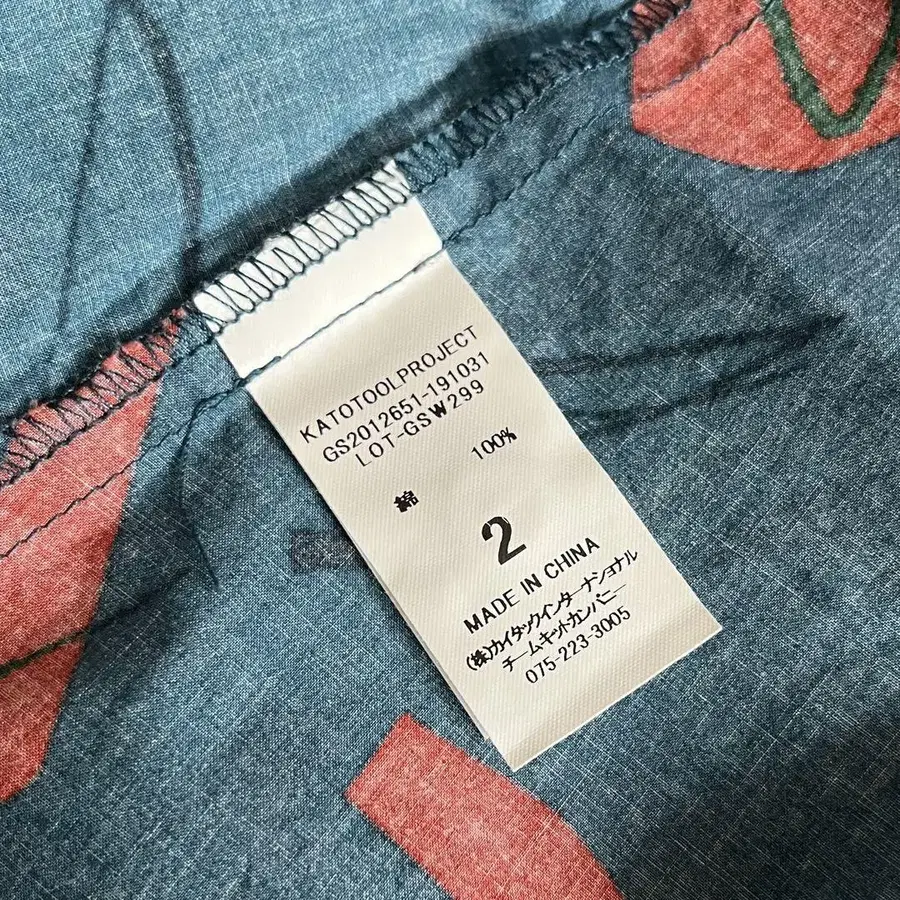 KATOTOOLPROJECT
GS2012651-191031
LOT-GSW299
綿 100%
2
MADE IN CHINA
(株)カイタックインターナショナル
チームキットカンパニー
075-223-3005